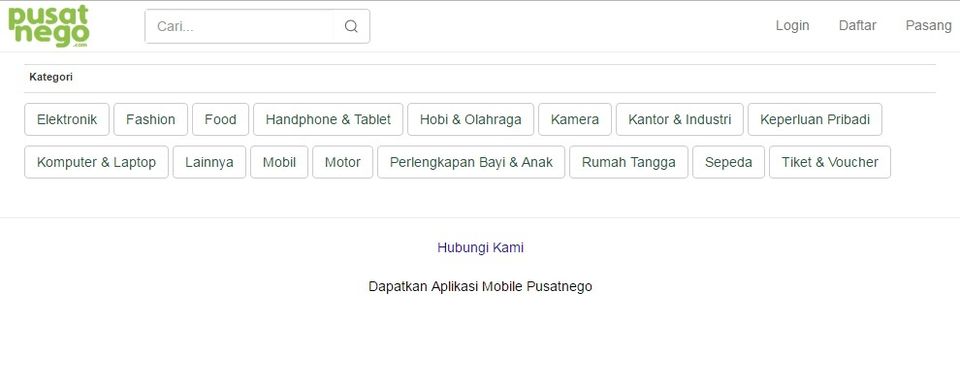 pusat
nego
.com
Cari...
Login Daftar Pasang
Kategori
Elektronik Fashion Food Handphone & Tablet Hobi & Olahraga Kamera Kantor & Industri Keperluan Pribadi
Komputer & Laptop Lainnya Mobil Motor Perlengkapan Bayi & Anak Rumah Tangga Sepeda Tiket & Voucher
Hubungi Kami
Dapatkan Aplikasi Mobile Pusatnego